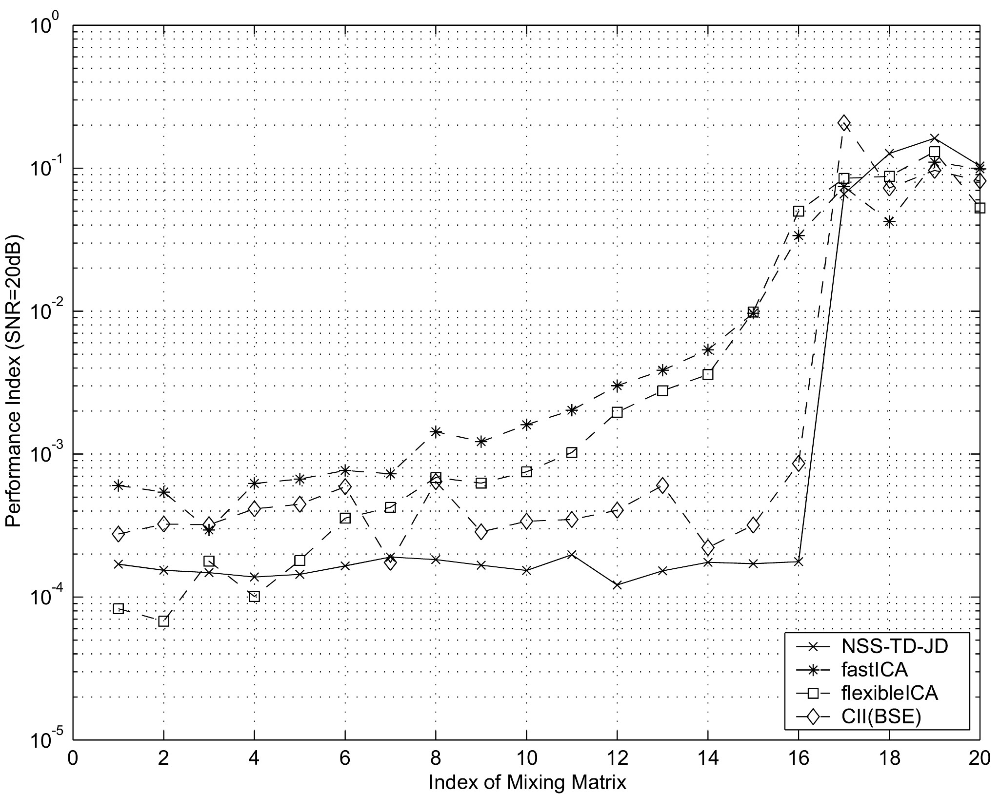 10^0
10^-1
10^-2
10^-3
10^-4
10^-5
Performance Index (SNR=20dB)
NSS-TD-JD
fastICA
flexibleICA
CII(BSE)
0 2 4 6 8 10 12 14 16 18 20
Index of Mixing Matrix